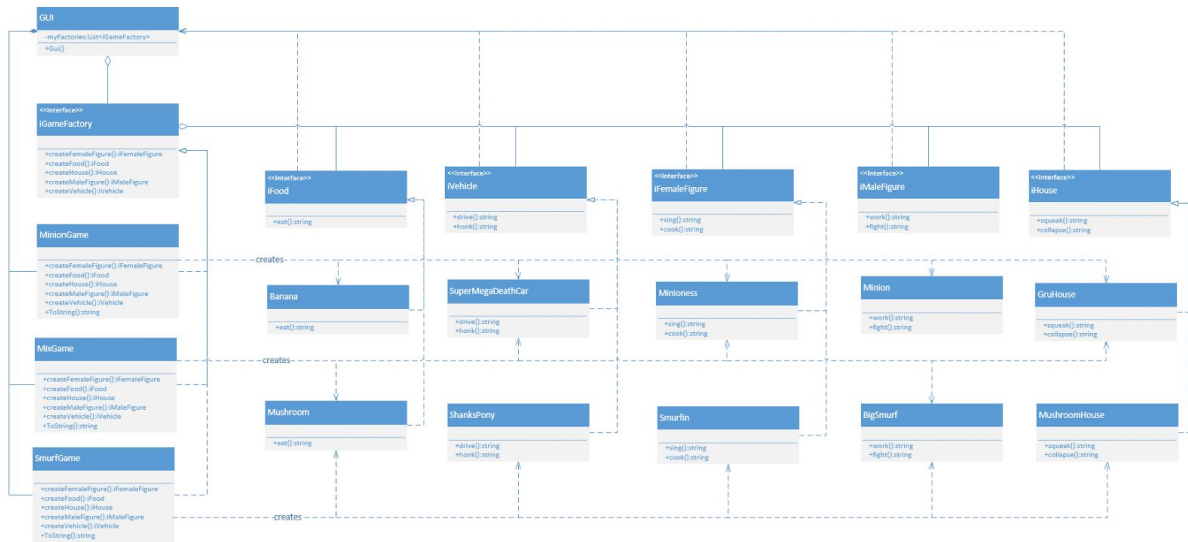 GUI
-myFactories:List<iGameFactory>
+Gui()
<<Interface>>
iGameFactory
+createFemaleFigure():iFemaleFigure
+createFood():iFood
+createHouse():iHouse
+createMaleFigure():iMaleFigure
+createVehicle():iVehicle
<<Interface>>
iFood
+eat():string
<<Interface>>
iVehicle
+drive():string
+honk():string
<<Interface>>
iFemaleFigure
+sing():string
+cook():string
<<Interface>>
iMaleFigure
+work():string
+fight():string
<<Interface>>
iHouse
+squeak():string
+collapse():string
MinionGame
+createFemaleFigure():iFemaleFigure
+createFood():iFood
+createHouse():iHouse
+createMaleFigure():iMaleFigure
+createVehicle():iVehicle
+ToString():string
creates
Banana
+eat():string
SuperMegaDeathCar
+drive():string
+honk():string
Minioness
+sing():string
+cook():string
Minion
+work():string
+fight():string
GruHouse
+squeak():string
+collapse():string
MixGame
+createFemaleFigure():iFemaleFigure
+createFood():iFood
+createHouse():iHouse
+createMaleFigure():iMaleFigure
+createVehicle():iVehicle
+ToString():string
creates
Mushroom
+eat():string
ShanksPony
+drive():string
+honk():string
Smurfin
+sing():string
+cook():string
BigSmurf
+work():string
+fight():string
MushroomHouse
+squeak():string
+collapse():string
SmurfGame
+createFemaleFigure():iFemaleFigure
+createFood():iFood
+createHouse():iHouse
+createMaleFigure():iMaleFigure
+createVehicle():iVehicle
+ToString():string
creates